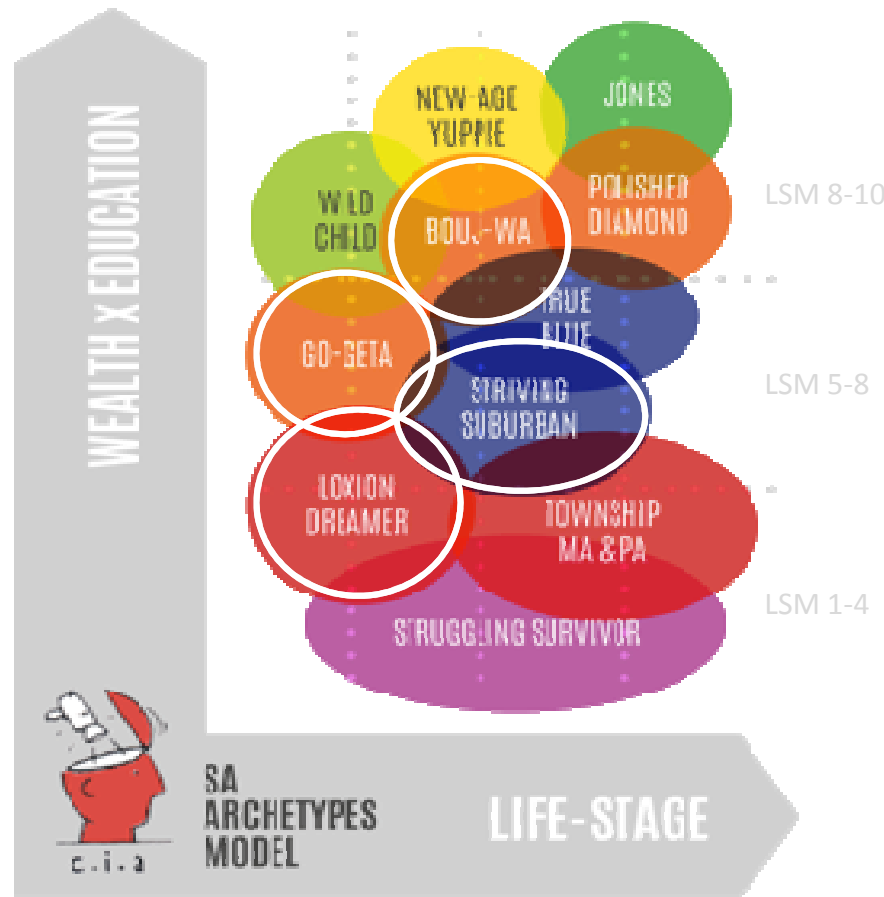 WEALTH x EDUCATION
NEW-AGE
YUPPIE
JONES
WILD
CHILD
BOUJ-WA
POLISHED
DIAMOND
LSM 8-10
TRUE
BLUE
GO-GETA
STRIVING
SUBURBAN
LSM 5-8
LOXION
DREAMER
TOWNSHIP
MA & PA
LSM 1-4
STRUGGLING SURVIVOR
SA
ARCHETYPES
MODEL
LIFE-STAGE
c.i.a